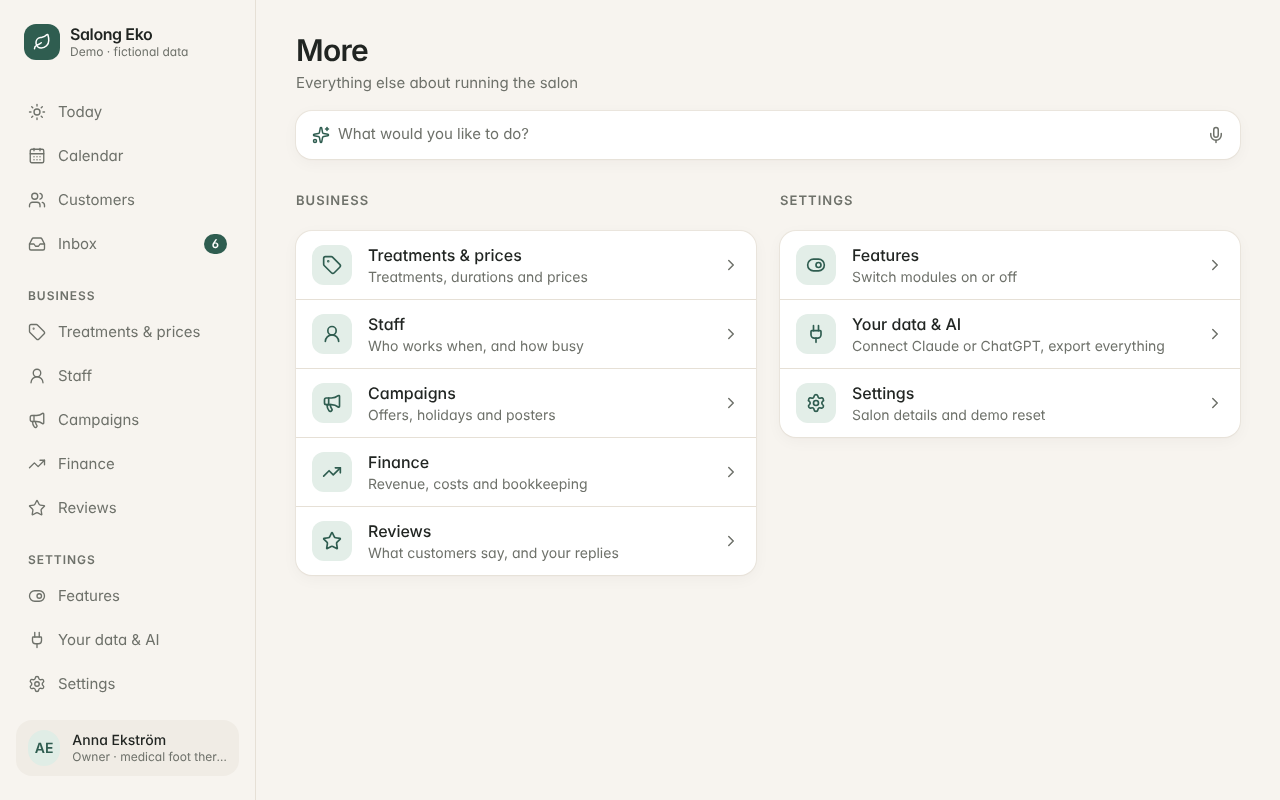 Salong Eko
Demo · fictional data
Today
Calendar
Customers
Inbox
6
BUSINESS
Treatments & prices
Staff
Campaigns
Finance
Reviews
SETTINGS
Features
Your data & AI
Settings
AE
Anna Ekström
Owner · medical foot ther...
More
Everything else about running the salon
What would you like to do?
BUSINESS
Treatments & prices
Treatments, durations and prices
Staff
Who works when, and how busy
Campaigns
Offers, holidays and posters
Finance
Revenue, costs and bookkeeping
Reviews
What customers say, and your replies
SETTINGS
Features
Switch modules on or off
Your data & AI
Connect Claude or ChatGPT, export everything
Settings
Salon details and demo reset